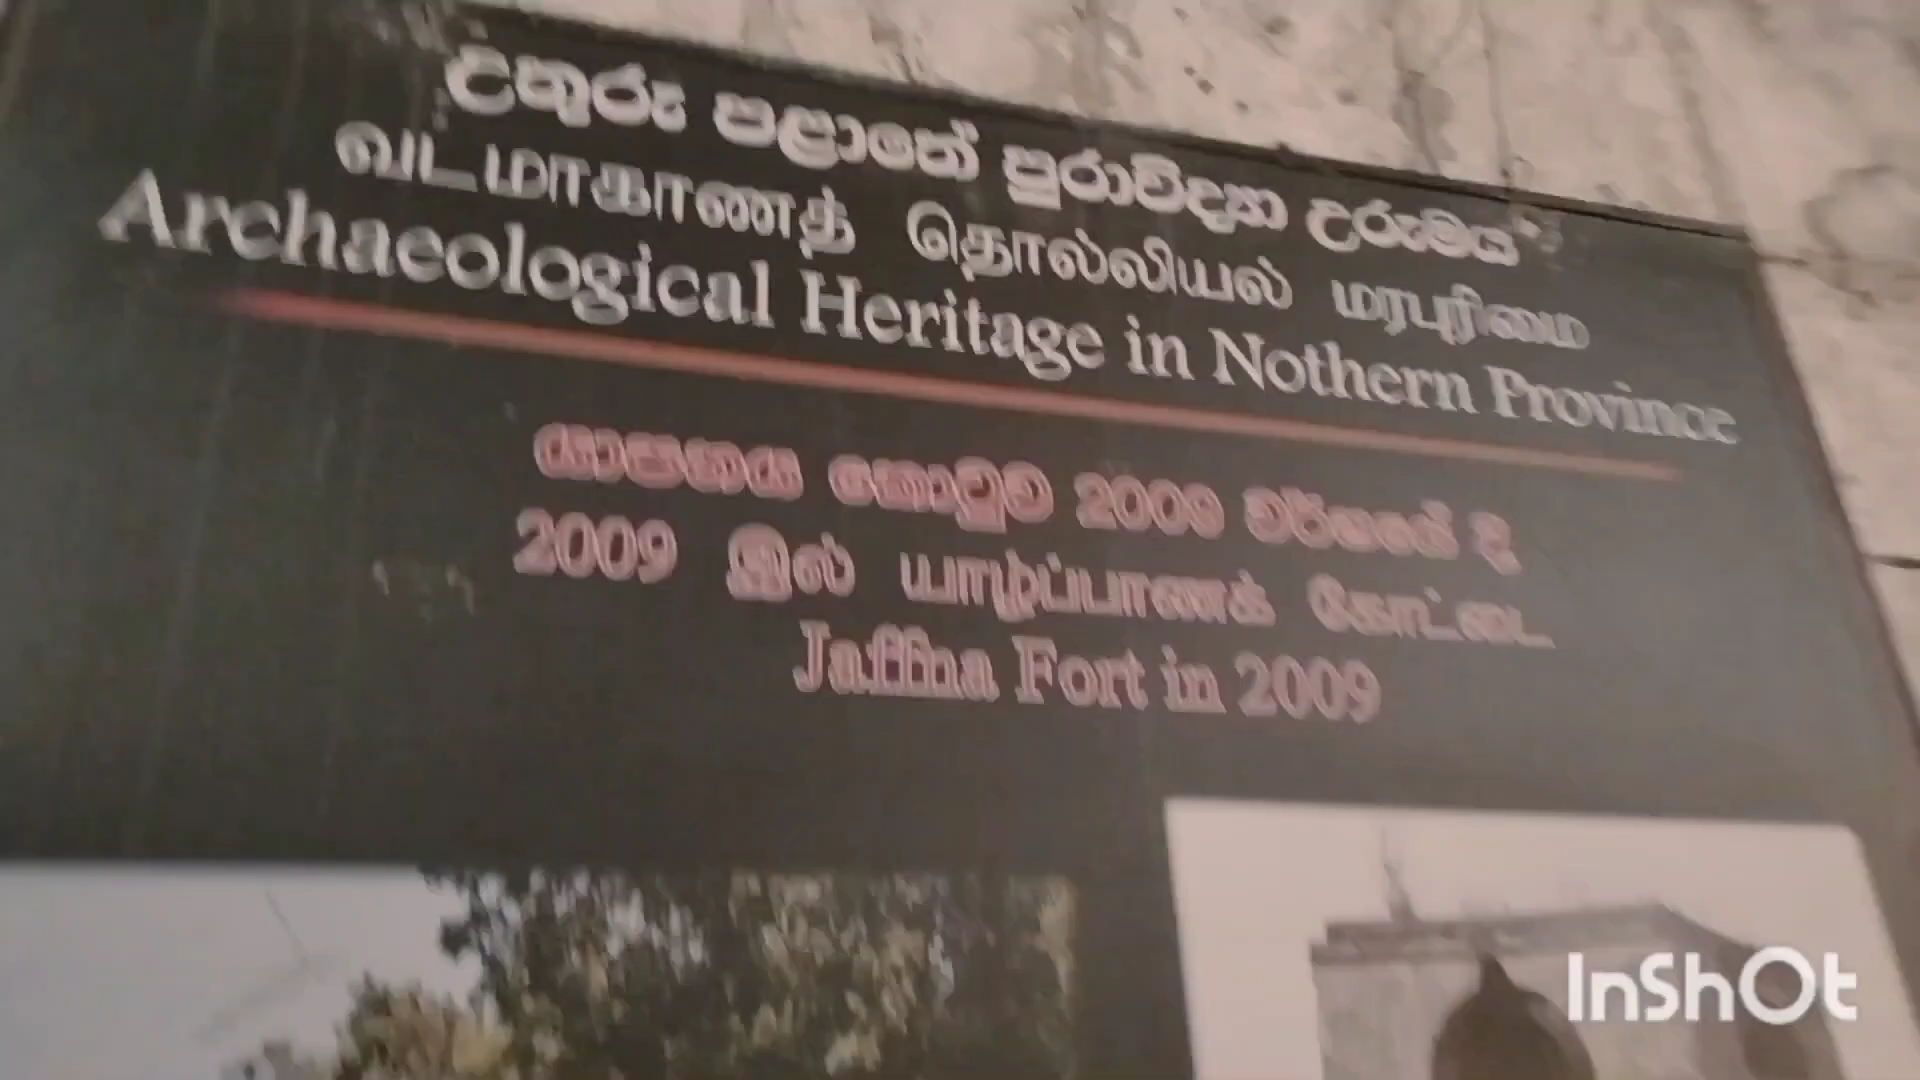 උතුරු පළාතේ පුරාවිද්‍යා උරුමය
வடமாகாணத் தொல்லியல் மரபுரிமை
Archaeological Heritage in Nothern Province
යාපනය කොටුව 2009 වර්ෂයේ දී
2009 இல் யாழ்ப்பாணக் கோட்டை
Jaffna Fort in 2009
InShOt